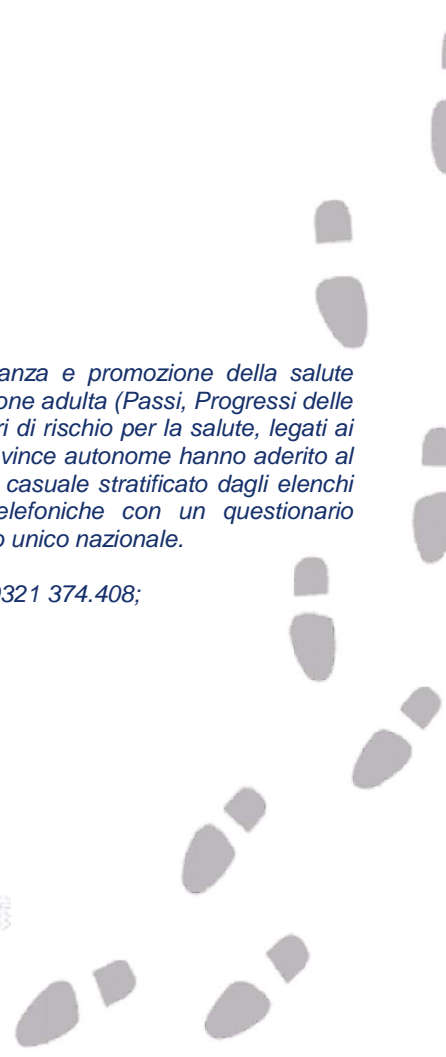 anza e promozione della salute
one adulta (Passi, Progressi delle
ri di rischio per la salute, legati ai
vince autonome hanno aderito al
casuale stratificato dagli elenchi
elefoniche con un questionario
o unico nazionale.
321 374.408;